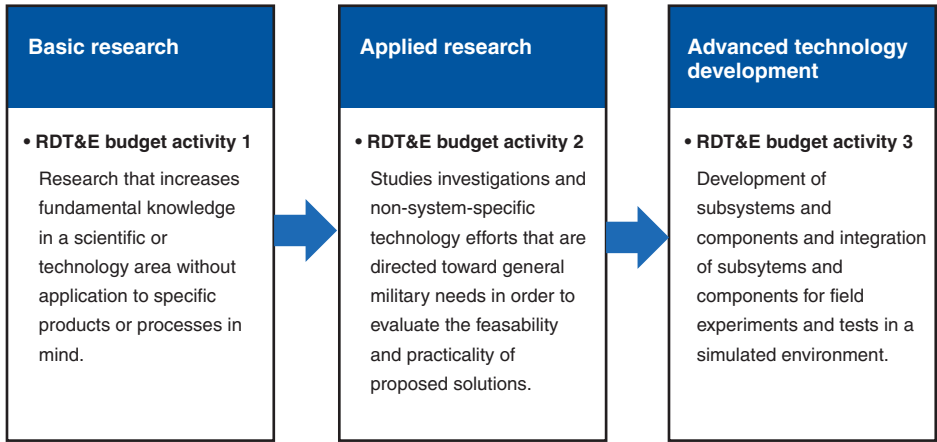 Basic research
• RDT&E budget activity 1
Research that increases
fundamental knowledge
in a scientific or
technology area without
application to specific
products or processes in
mind.
Applied research
• RDT&E budget activity 2
Studies investigations and
non-system-specific
technology efforts that are
directed toward general
military needs in order to
evaluate the feasability
and practicality of
proposed solutions.
Advanced technology
development
• RDT&E budget activity 3
Development of
subsystems and
components and integration
of subsytems and
components for field
experiments and tests in a
simulated environment.